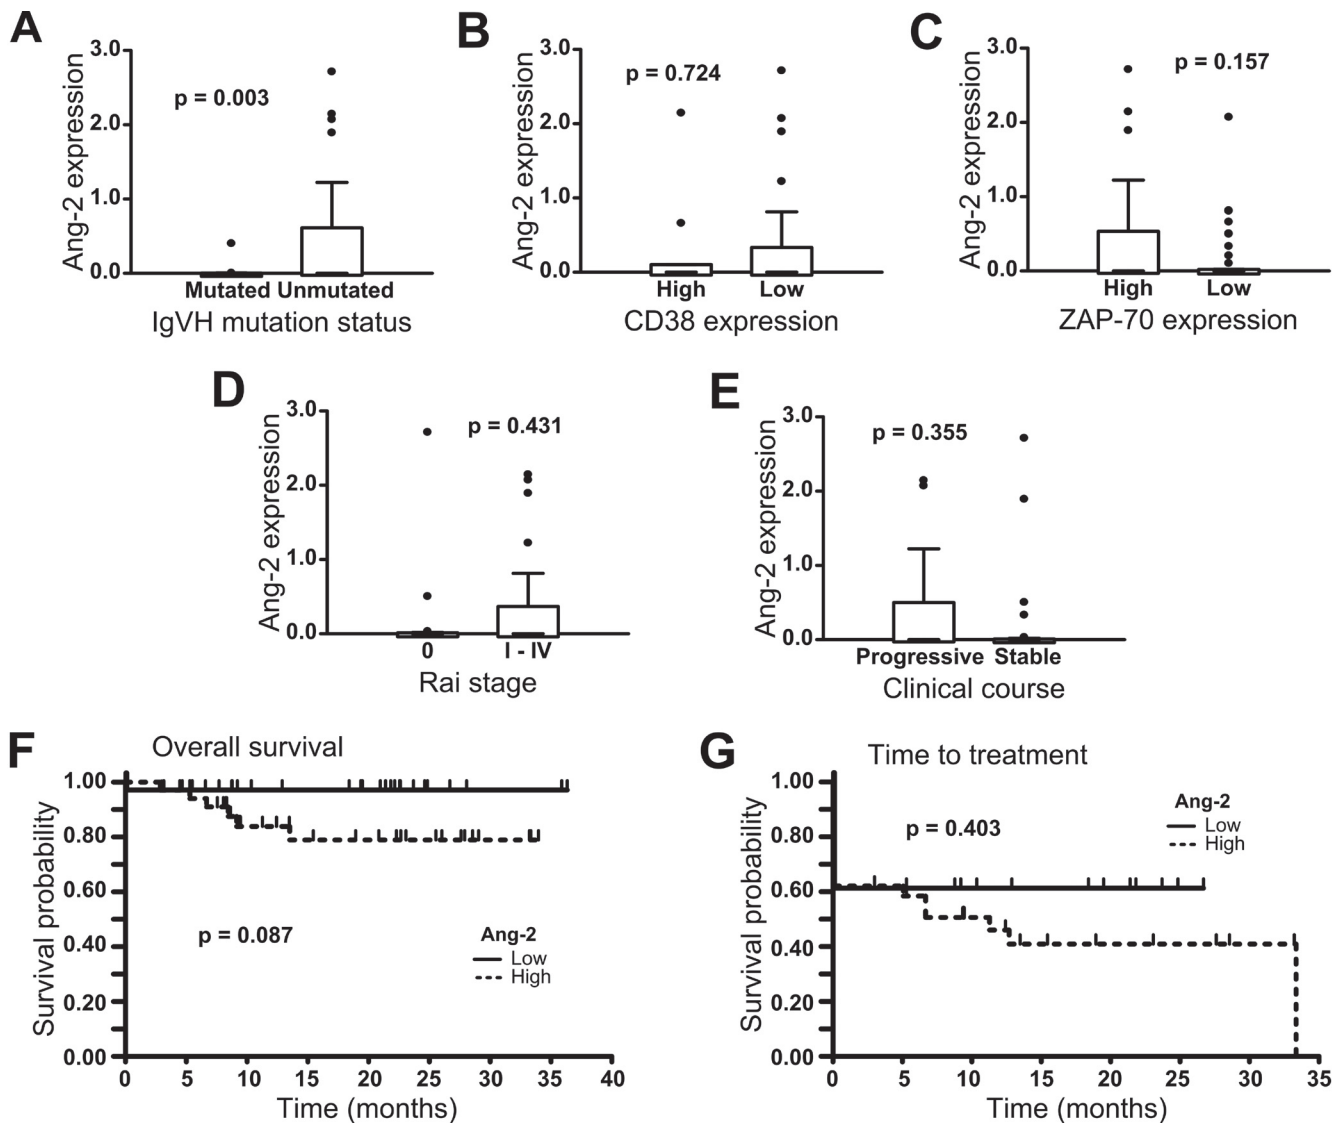 A
3.0
2.0
1.0
0.0
Ang-2 expression
p = 0.003
Mutated Unmutated
IgVH mutation status
B
3.0
2.0
1.0
0.0
Ang-2 expression
p = 0.724
High Low
CD38 expression
C
3.0
2.0
1.0
0.0
Ang-2 expression
p = 0.157
High Low
ZAP-70 expression
D
3.0
2.0
1.0
0.0
Ang-2 expression
p = 0.431
0 I - IV
Rai stage
E
3.0
2.0
1.0
0.0
Ang-2 expression
p = 0.355
Progressive Stable
Clinical course
F
Overall survival
1.00
0.80
0.60
0.40
0.20
0.00
Survival probability
p = 0.087
Ang-2
Low
High
0 5 10 15 20 25 30 35 40
Time (months)
G
Time to treatment
1.00
0.80
0.60
0.40
0.20
0.00
Survival probability
p = 0.403
Ang-2
Low
High
0 5 10 15 20 25 30 35
Time (months)